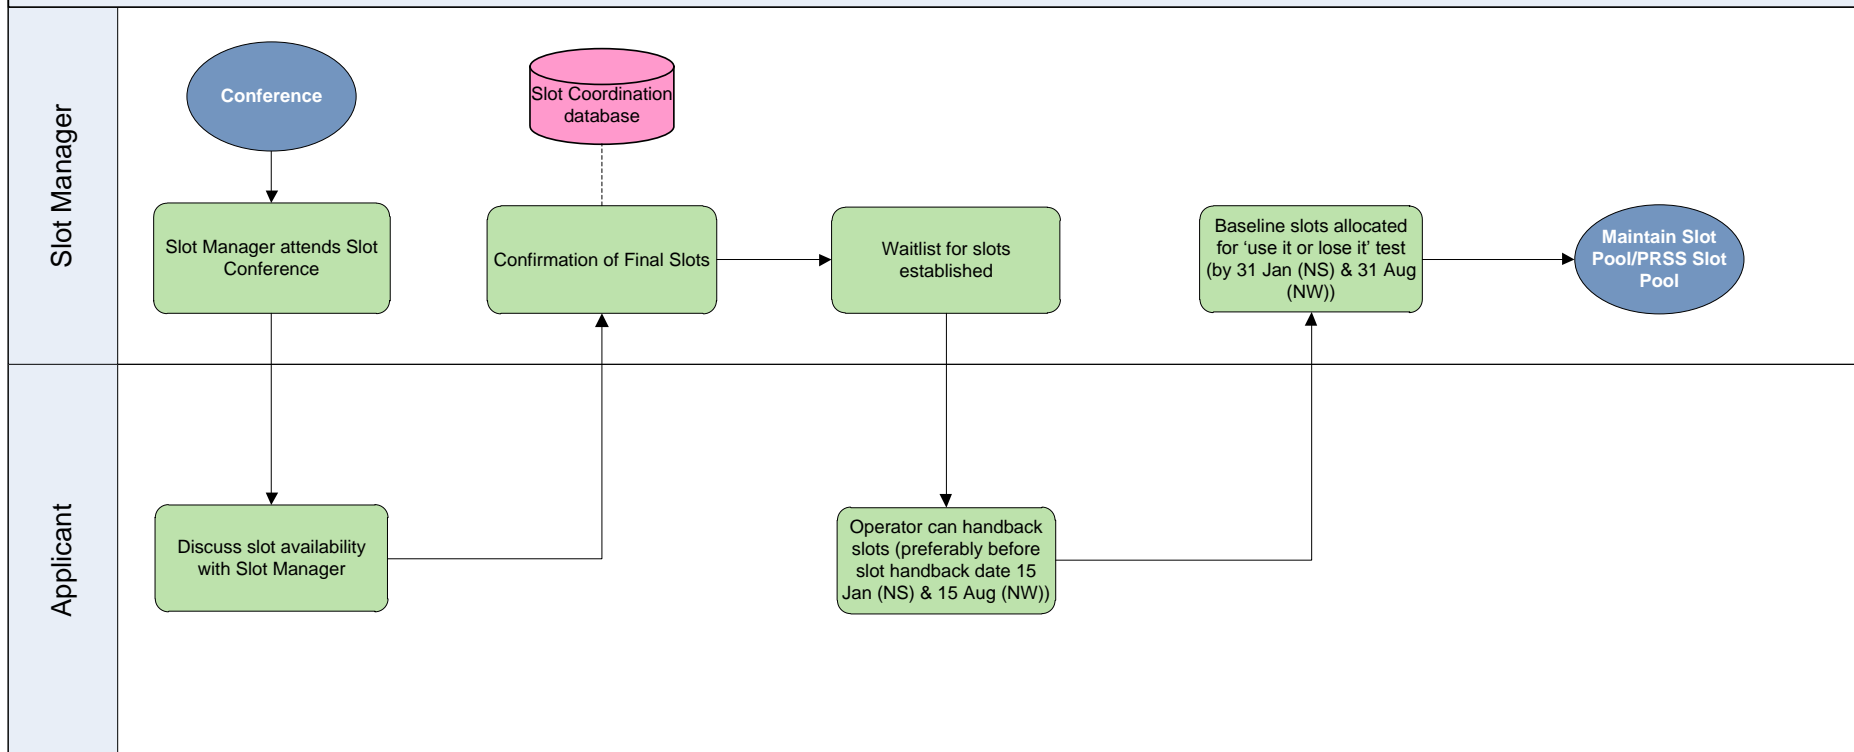 Slot Manager
Conference
Slot Coordination
database
Slot Manager attends Slot
Conference
Confirmation of Final Slots
Waitlist for slots
established
Baseline slots allocated
for ‘use it or lose it’ test
(by 31 Jan (NS) & 31 Aug
(NW))
Maintain Slot
Pool/PRSS Slot
Pool
Applicant
Discuss slot availability
with Slot Manager
Operator can handback
slots (preferably before
slot handback date 15
Jan (NS) & 15 Aug (NW))